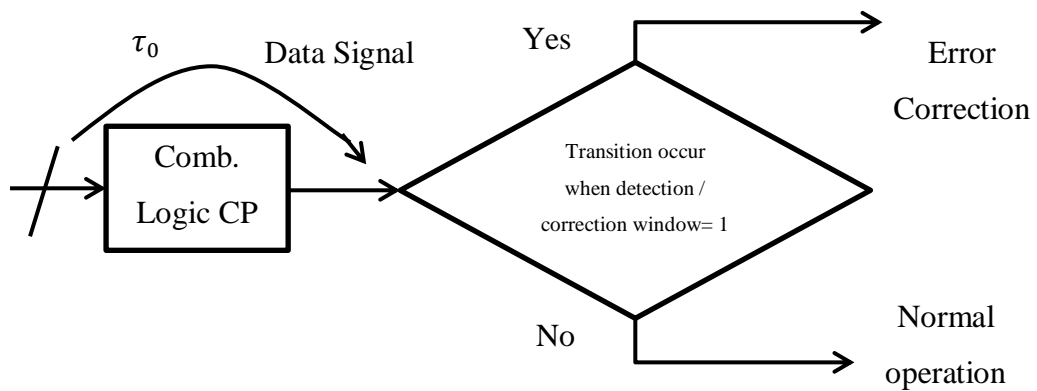 τ₀
Data Signal
Comb.
Logic CP
Yes
Error
Correction
Transition occur
when detection /
correction window= 1
No
Normal
operation